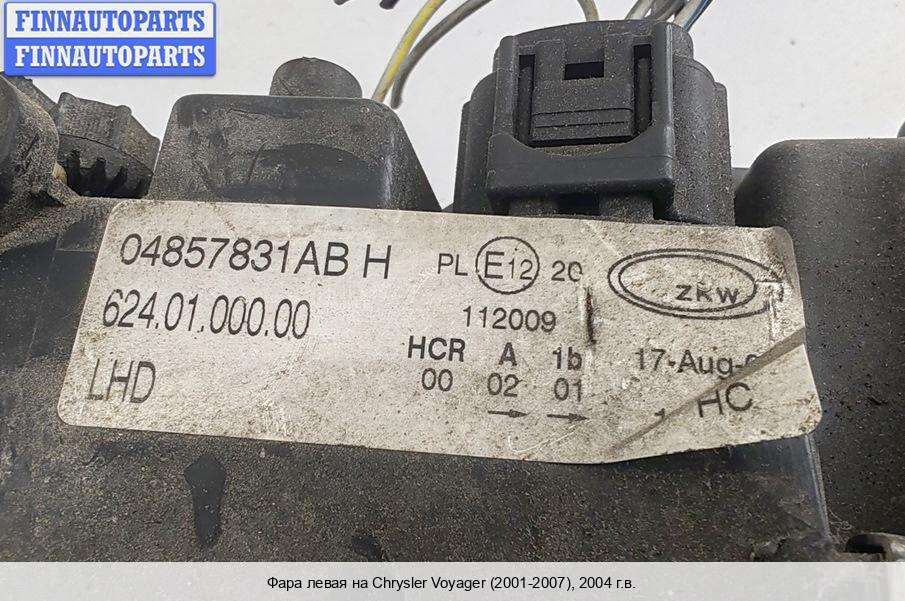 FINNAUTOPARTS
FINNAUTOPARTS
04857831AB H
PL E12 20
ZKW
624.01.000.00
112009
HCR A 1b
17-Aug-
LHD
00 02 01
HC
Фара левая на Chrysler Voyager (2001-2007), 2004 г.в.